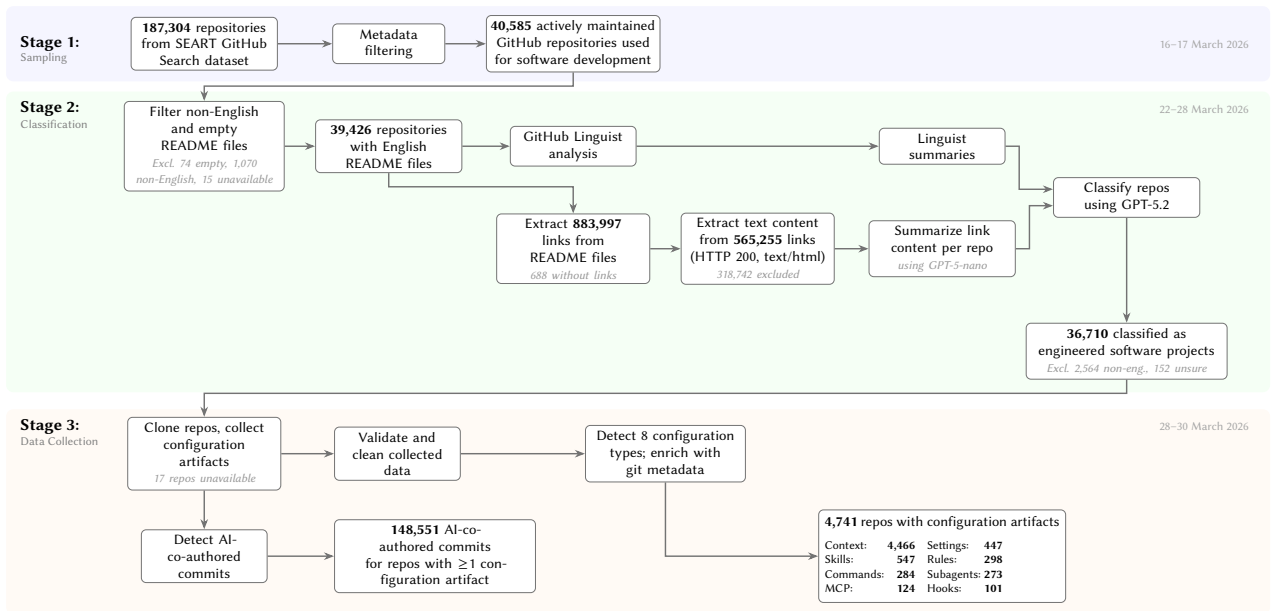 Stage 1:
Sampling
187,304 repositories
from SEART GitHub
Search dataset
Metadata
filtering
40,585 actively maintained
GitHub repositories used
for software development
16–17 March 2026
Stage 2:
Classification
22–28 March 2026
Filter non-English
and empty
README files
Excl. 74 empty, 1,070
non-English, 15 unavailable
39,426 repositories
with English
README files
GitHub Linguist
analysis
Linguist
summaries
Extract 883,997
links from
README files
688 without links
Extract text content
from 565,255 links
(HTTP 200, text/html)
318,742 excluded
Summarize link
content per repo
using GPT-5-nano
Classify repos
using GPT-5.2
36,710 classified as
engineered software projects
Excl. 2,564 non-eng., 152 unsure
Stage 3:
Data Collection
28–30 March 2026
Clone repos, collect
configuration
artifacts
17 repos unavailable
Validate and
clean collected
data
Detect 8 configuration
types; enrich with
git metadata
Detect AI-
co-authored
commits
148,551 AI-co-
authored commits
for repos with ≥1 con-
figuration artifact
4,741 repos with configuration artifacts
Context: 4,466 Settings: 447
Skills: 547 Rules: 298
Commands: 284 Subagents: 273
MCP: 124 Hooks: 101